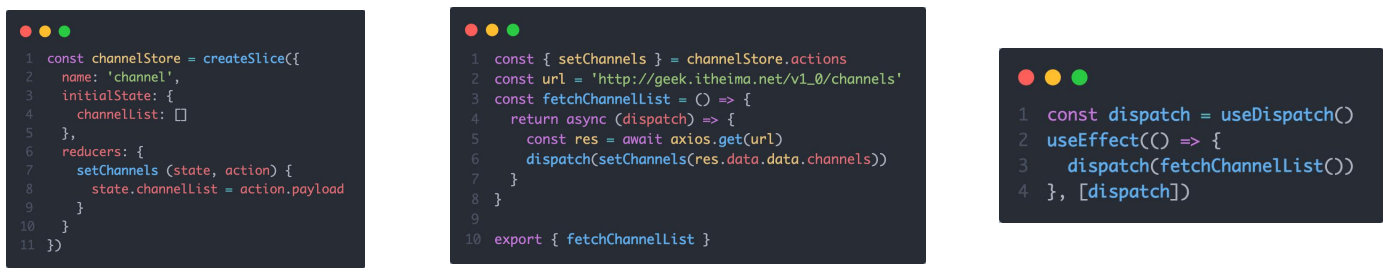 1 const channelStore = createSlice({
2   name: 'channel',
3   initialState: {
4     channelList: []
5   },
6   reducers: {
7     setChannels (state, action) {
8       state.channelList = action.payload
9     }
10   }
11 })
1 const { setChannels } = channelStore.actions
2 const url = 'http://geek.itheima.net/v1_0/channels'
3 const fetchChannelList = () => {
4   return async (dispatch) => {
5     const res = await axios.get(url)
6     dispatch(setChannels(res.data.data.channels))
7   }
8 }
9
10 export { fetchChannelList }
1 const dispatch = useDispatch()
2 useEffect(() => {
3   dispatch(fetchChannelList())
4 }, [dispatch])